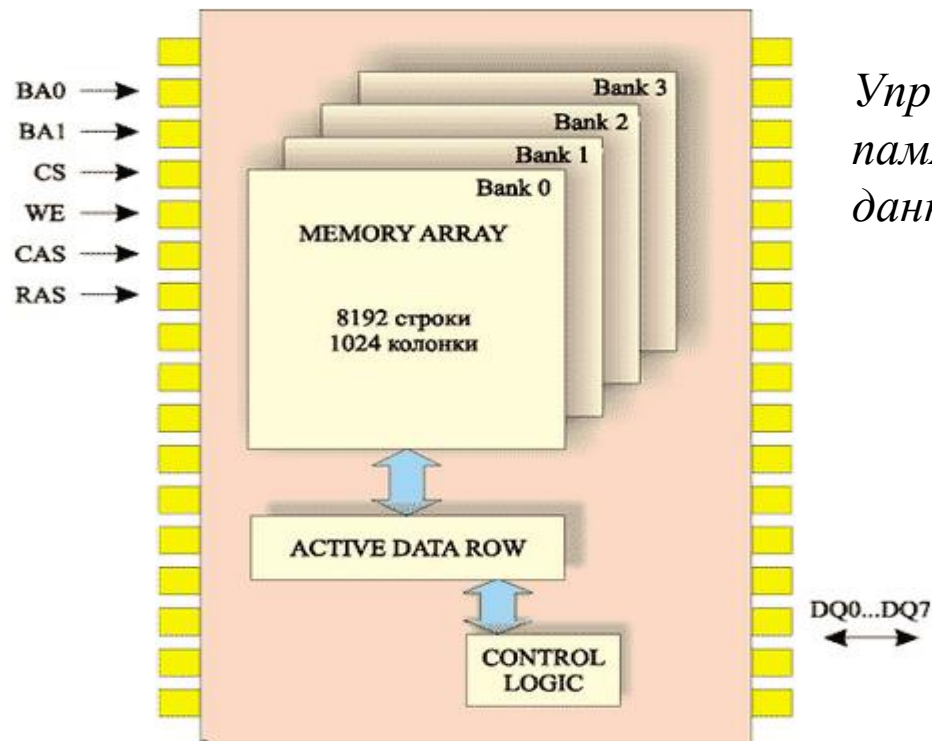 BA0
BA1
CS
WE
CAS
RAS
Bank 3
Bank 2
Bank 1
Bank 0
MEMORY ARRAY
8192 строки
1024 колонки
ACTIVE DATA ROW
CONTROL
LOGIC
DQ0...DQ7